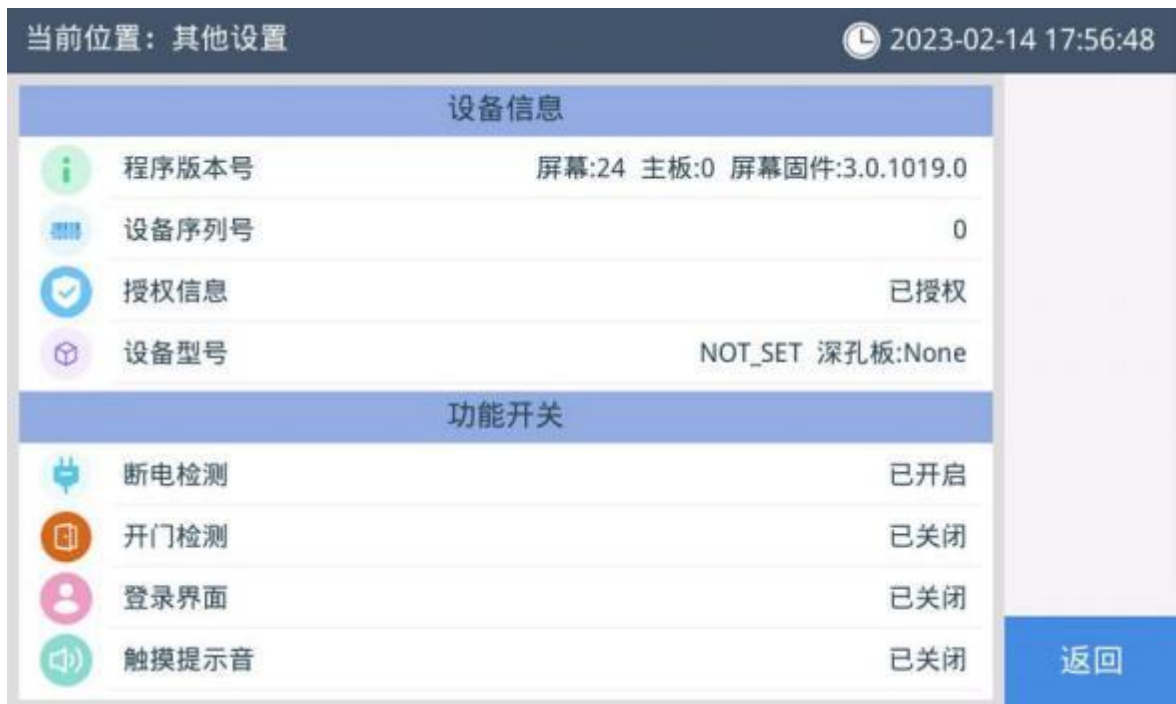 当前位置：其他设置 2023-02-14 17:56:48
设备信息
程序版本号 屏幕:24 主板:0 屏幕固件:3.0.1019.0
设备序列号 0
授权信息 已授权
设备型号 NOT_SET 深孔板:None
功能开关
断电检测 已开启
开门检测 已关闭
登录界面 已关闭
触摸提示音 已关闭
返回